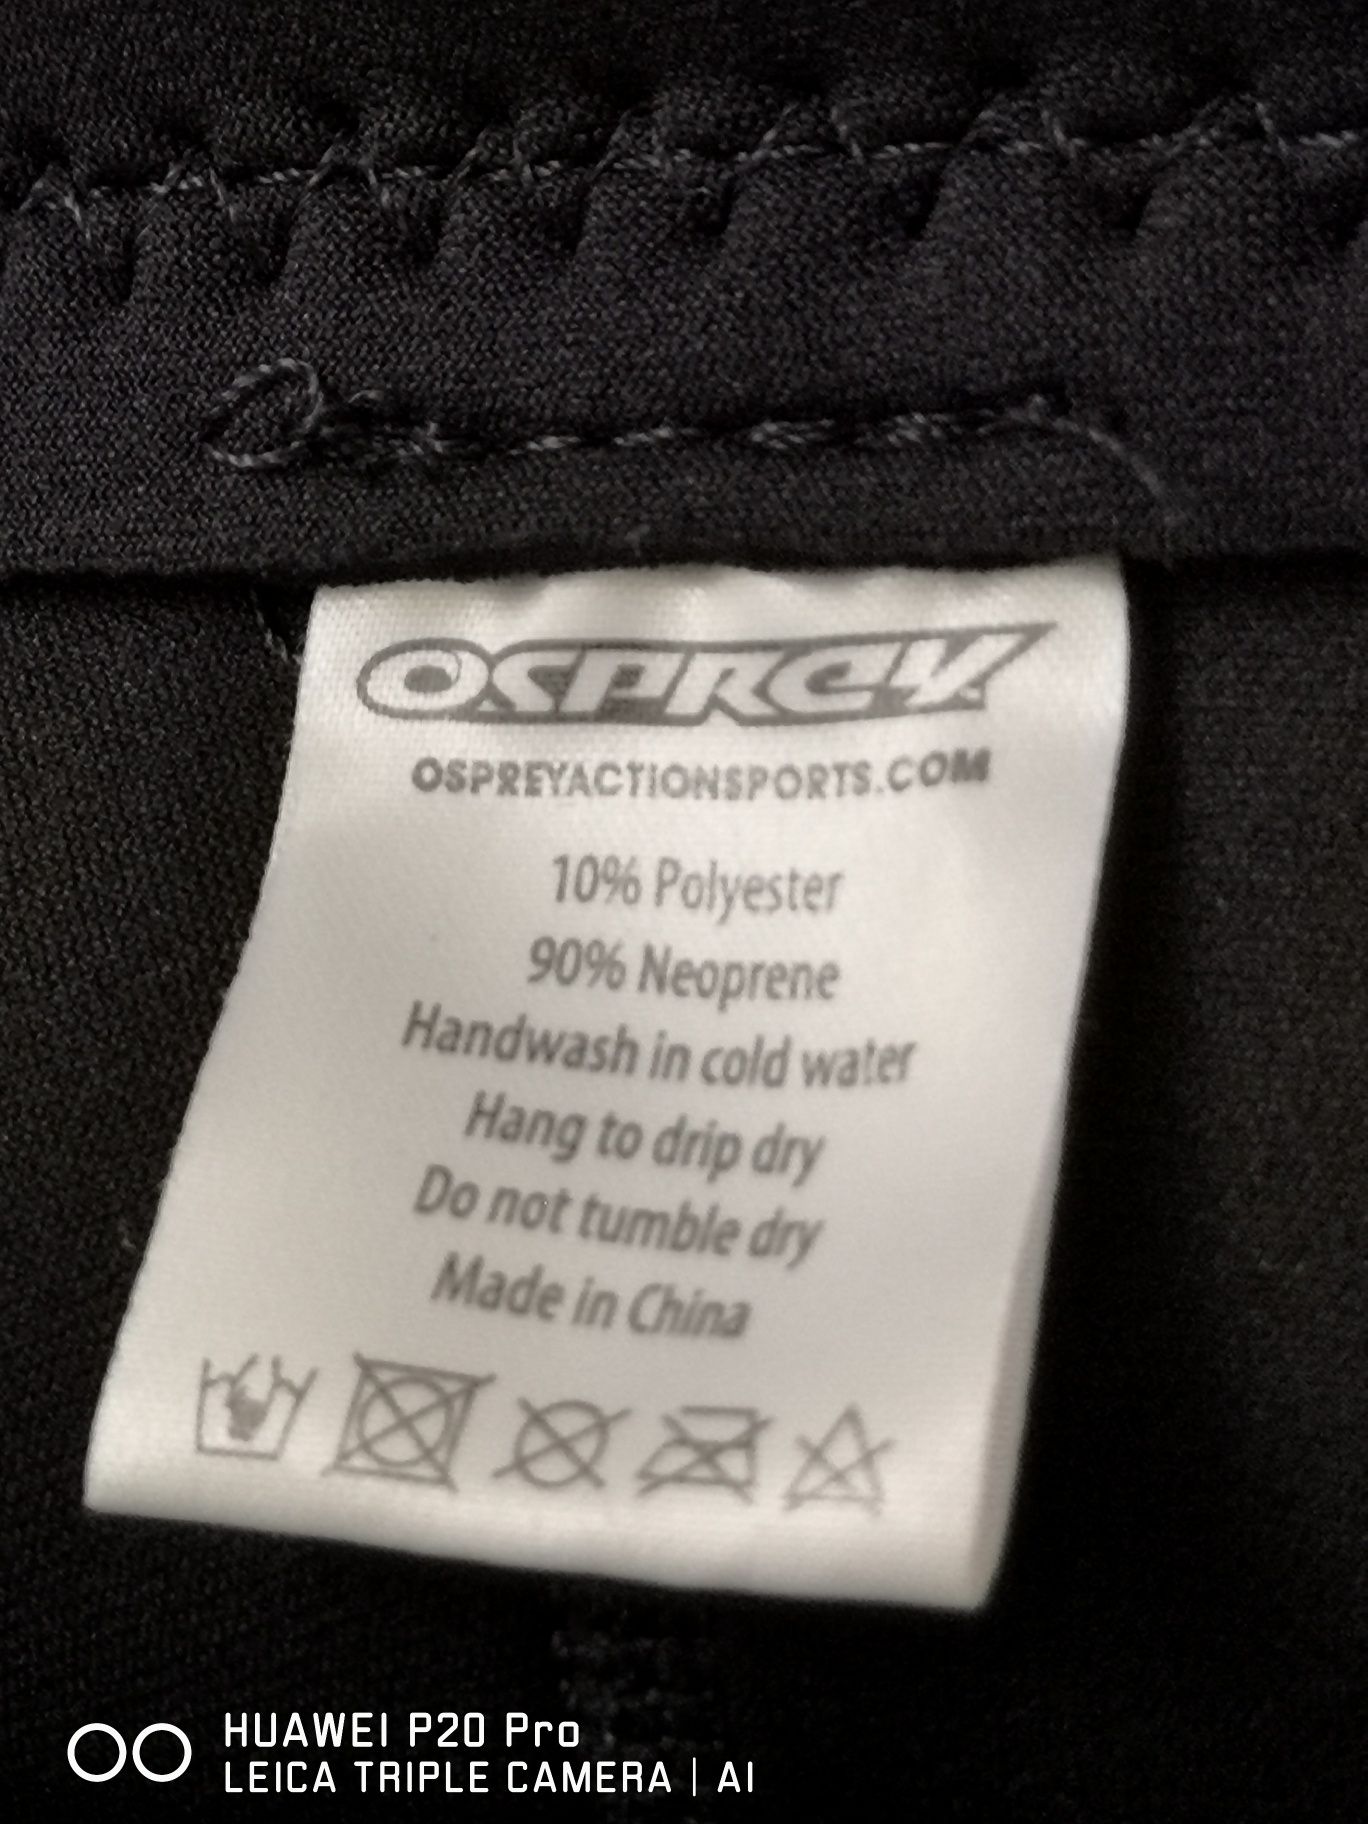 OSPREY
OSPREYACTIONSPORTS.COM
10% Polyester
90% Neoprene
Handwash in cold water
Hang to drip dry
Do not tumble dry
Made in China
HUAWEI P20 Pro
LEICA TRIPLE CAMERA | AI